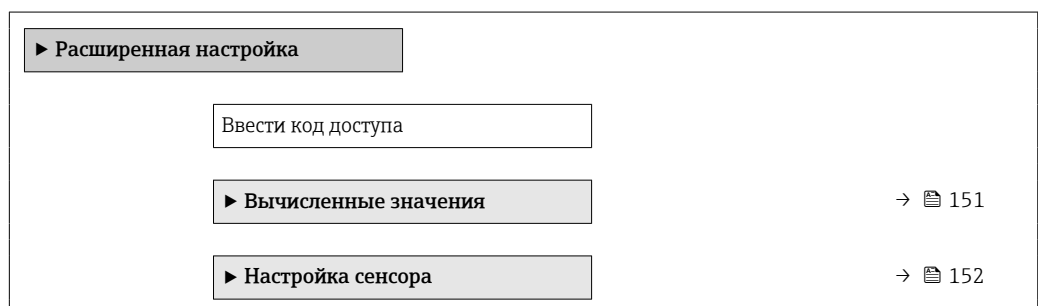 ▶ Расширенная настройка
Ввести код доступа
▶ Вычисленные значения → 151
▶ Настройка сенсора → 152